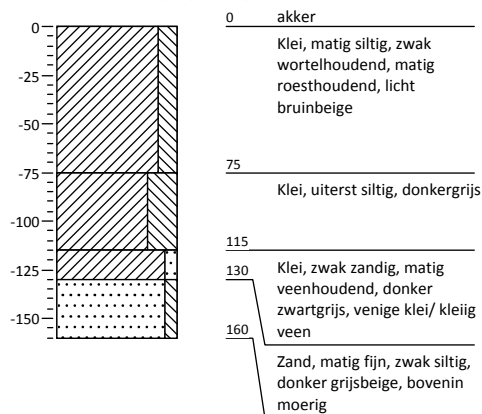 0
-25
-50
-75
-100
-125
-150
0 akker
Klei, matig siltig, zwak
wortelhoudend, matig
roesthoudend, licht
bruinbeige
75
Klei, uiterst siltig, donkergrijs
115
Klei, zwak zandig, matig
130
veenhoudend, donker
zwartgrijs, venige klei/ kleiig
veen
160
Zand, matig fijn, zwak siltig,
donker grijsbeige, bovenin
moerig